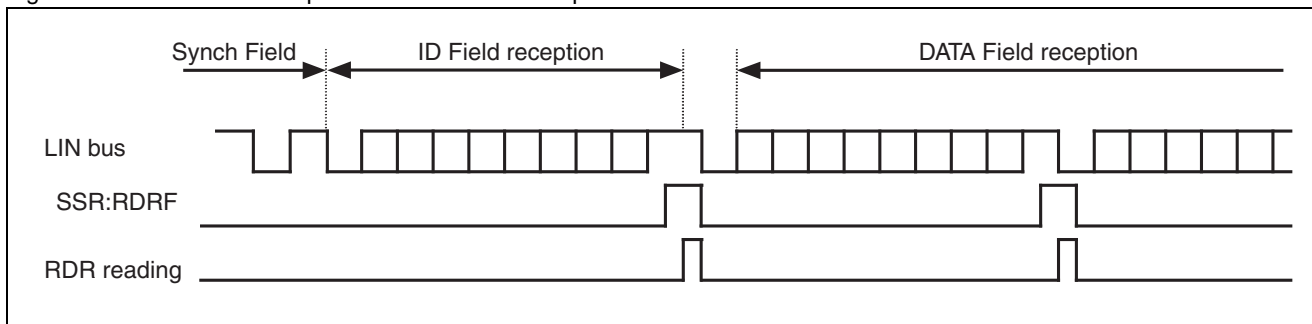 Synch Field ID Field reception DATA Field reception
LIN bus
SSR:RDRF
RDR reading